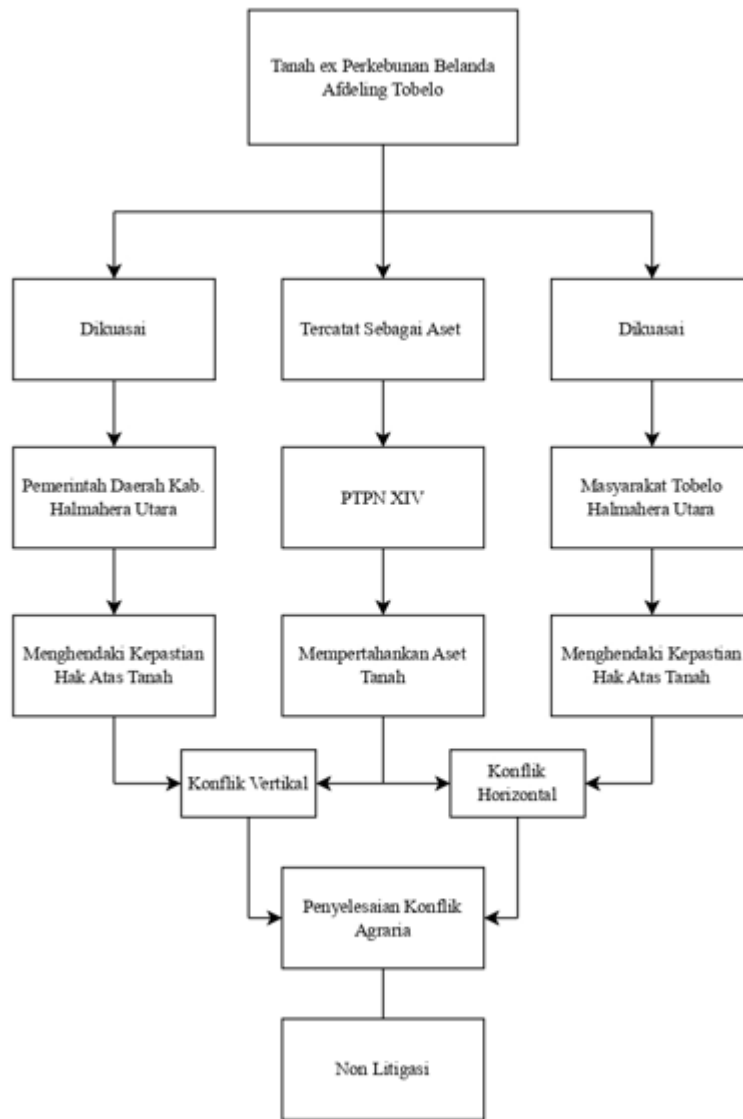 Tanah ex Perkebunan Belanda
Afdeling Tobelo
Dikuasai
Tercatat Sebagai Aset
Dikuasai
Pemerintah Daerah Kab.
Halmahera Utara
PTPN XIV
Masyarakat Tobelo
Halmahera Utara
Menghendaki Kepastian
Hak Atas Tanah
Mempertahankan Aset
Tanah
Menghendaki Kepastian
Hak Atas Tanah
Konflik Vertikal
Konflik
Horizontal
Penyelesaian Konflik
Agraria
Non Litigasi